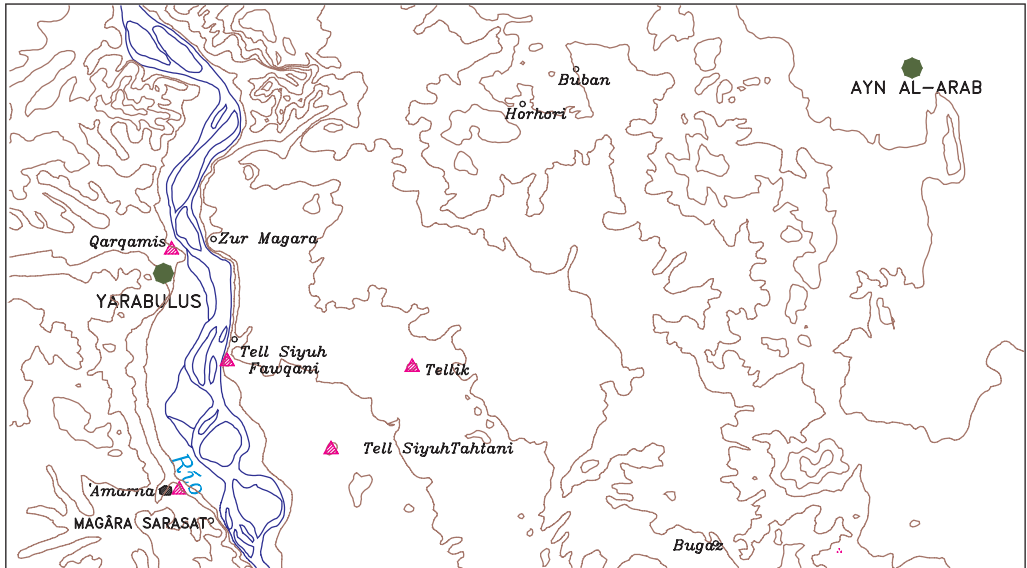 Buban
AYN AL-ARAB
Horhori
Qarqamis
Zur Magara
YARABULUS
Tell Siyuh
Fawqani
Tellik
Tell SiyuhTahtani
Río
'Amarna
MAGÂRA SARASAT
Bugaz